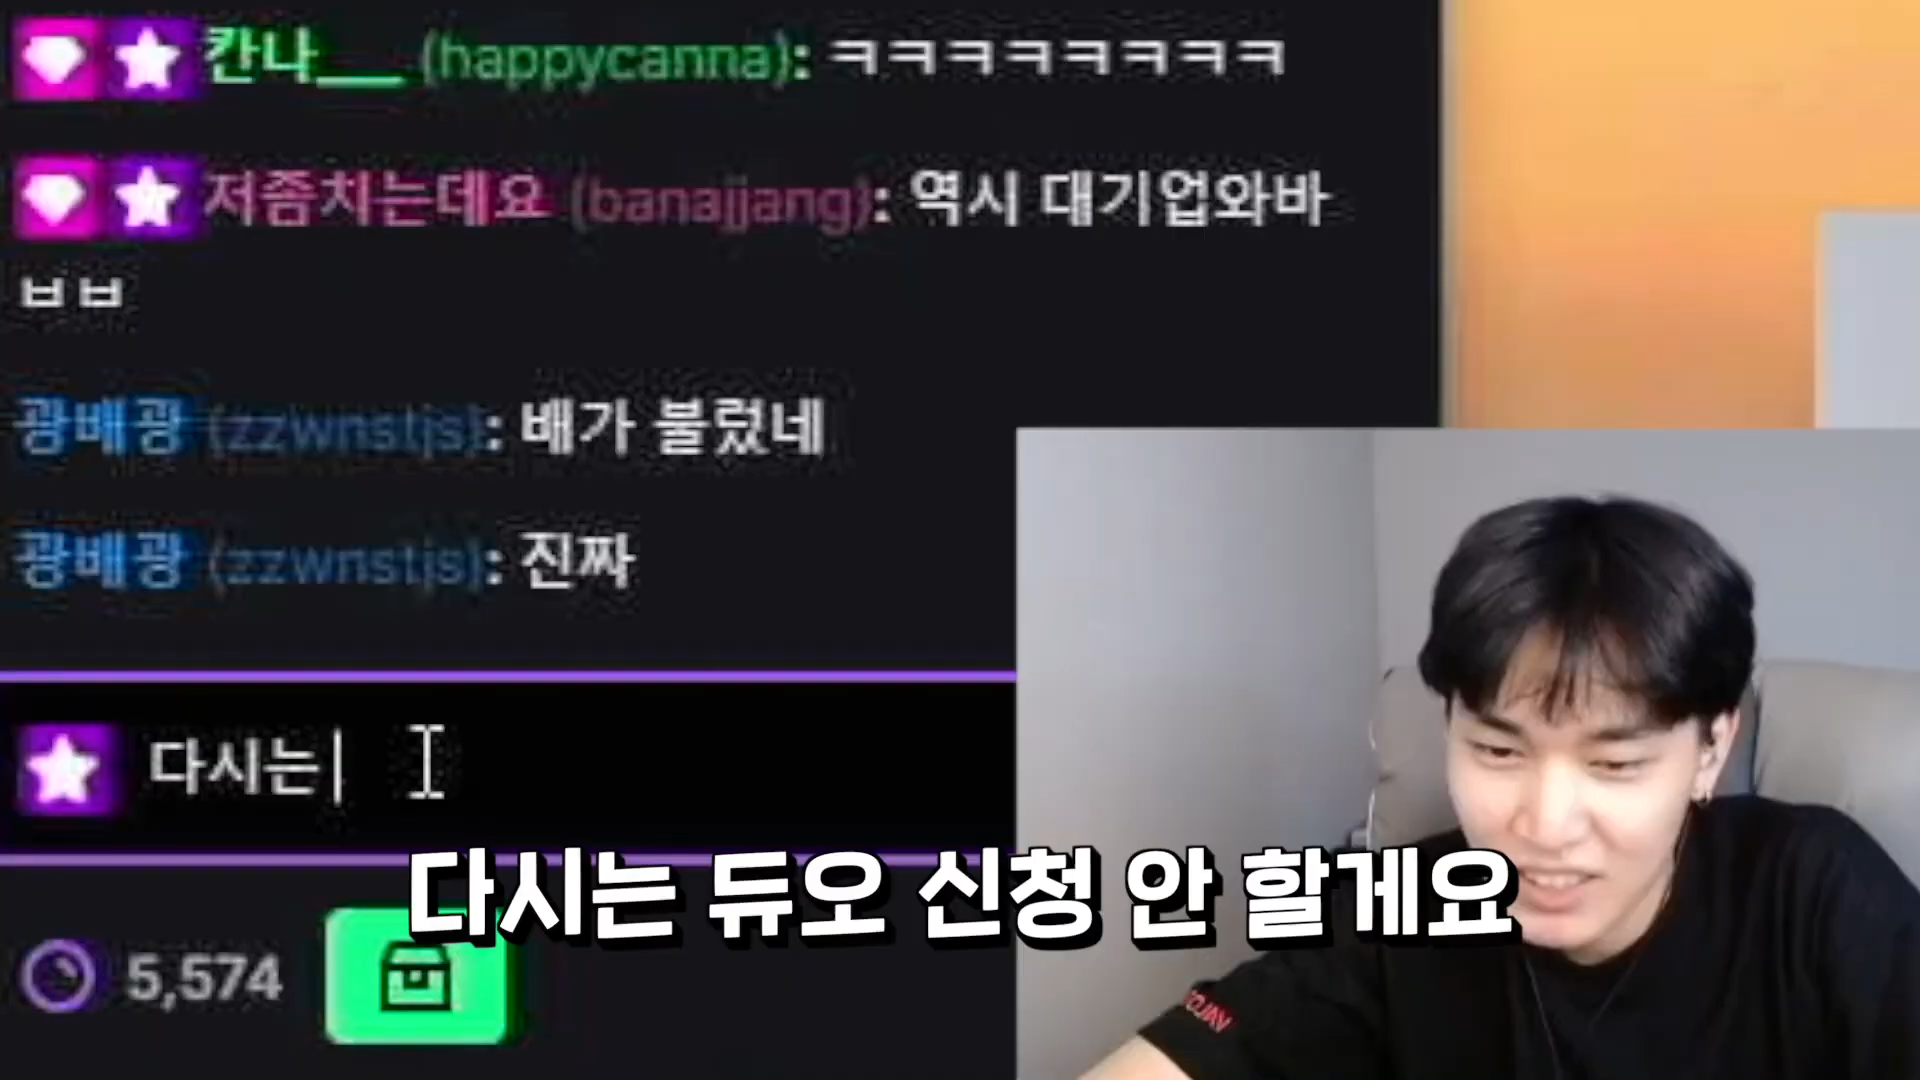 칸나__ (happycanna): ㅋㅋㅋㅋㅋㅋㅋㅋ
저좀치는데요 (banajjang): 역시 대기업와바
ㅂㅂ
광배광 (zzwnstjs): 배가 불렀네
광배광 (zzwnstjs): 진짜
다시는
다시는 듀오 신청 안 할게요
5,574